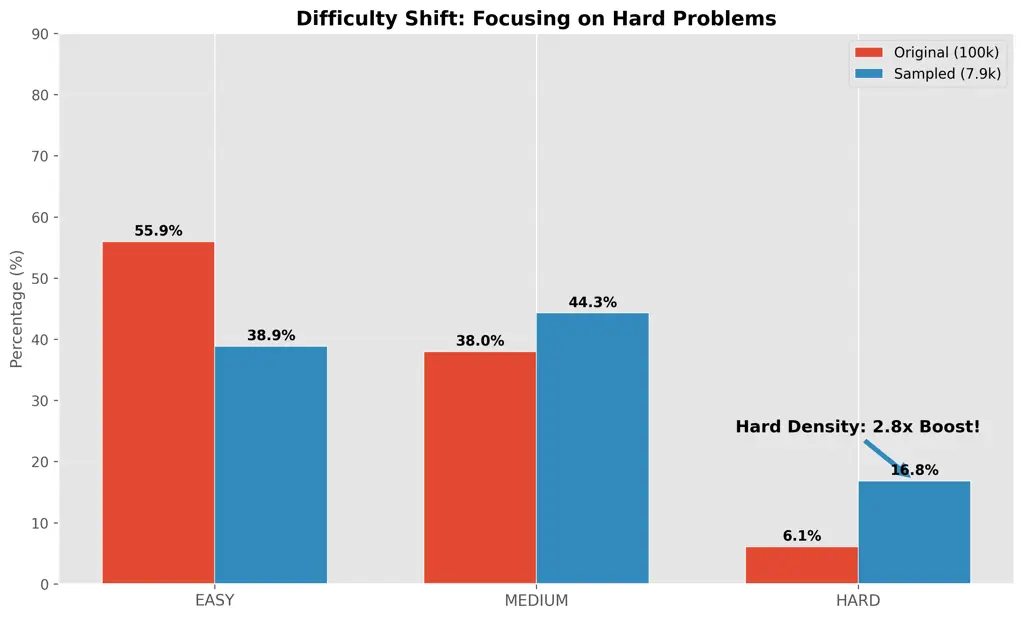 Difficulty Shift: Focusing on Hard Problems
Original (100k)
Sampled (7.9k)
Percentage (%)
90
80
70
60
50
40
30
20
10
0
55.9%
38.9%
38.0%
44.3%
Hard Density: 2.8x Boost!
6.1%
16.8%
EASY
MEDIUM
HARD